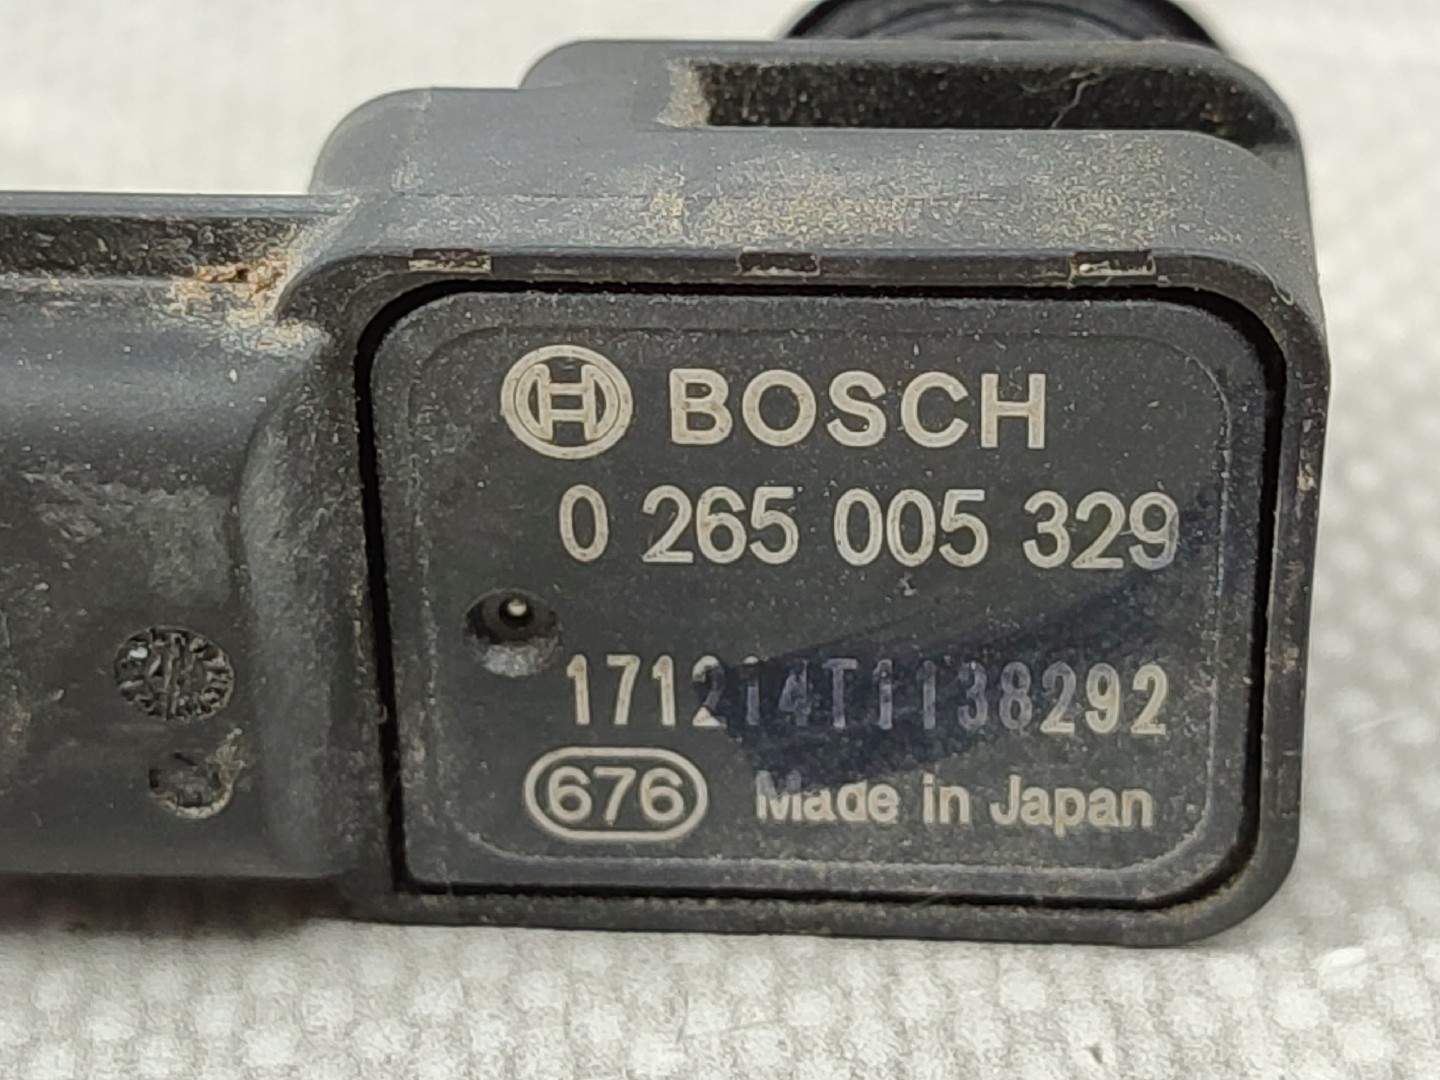 BOSCH
0 265 005 329
171214T1138292
676 Made in Japan